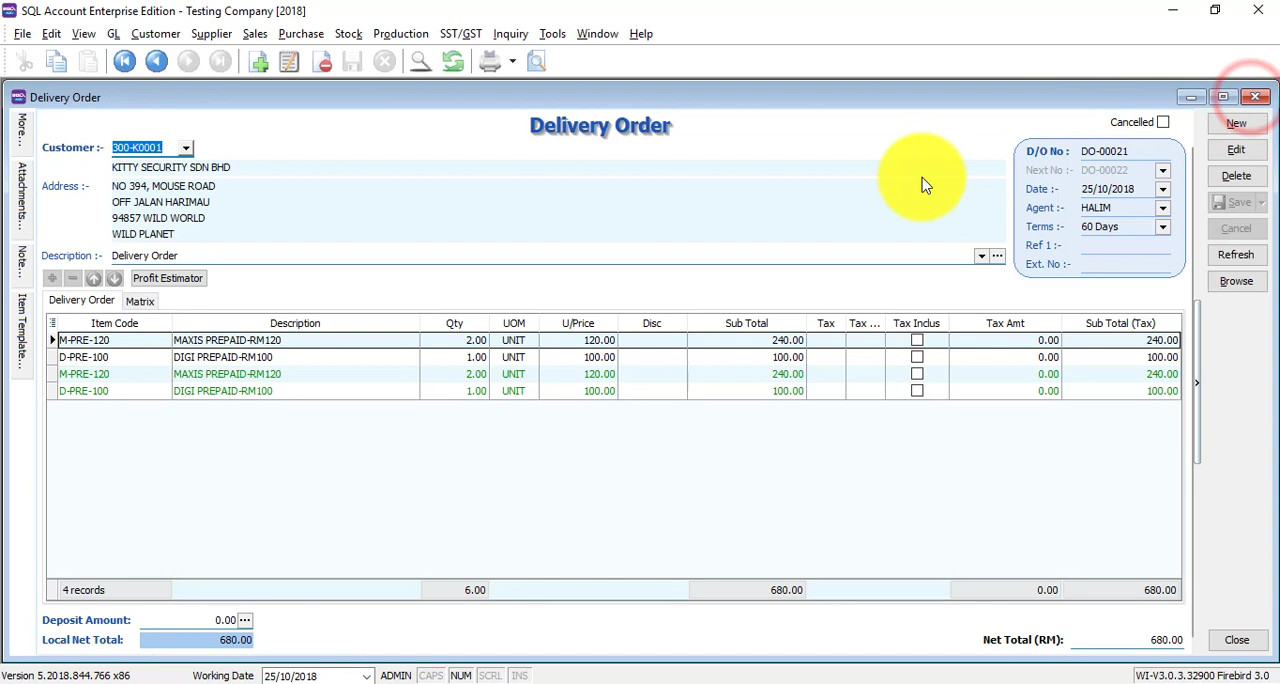 SQL Account Enterprise Edition - Testing Company [2018]
File Edit View GL Customer Supplier Sales Purchase Stock Production SST/GST Inquiry Tools Window Help
Delivery Order
Delivery Order
Cancelled
More...
Attachments...
Note...
Item Template...
Customer :- 300-K0001
KITTY SECURITY SDN BHD
Address :- NO 394, MOUSE ROAD
OFF JALAN HARIMAU
94857 WILD WORLD
WILD PLANET
Description :- Delivery Order
D/O No : DO-00021
Next No :- DO-00022
Date :- 25/10/2018
Agent :- HALIM
Terms :- 60 Days
Ref 1 :-
Ext. No :-
New
Edit
Delete
Save
Cancel
Refresh
Browse
Profit Estimator
Delivery Order Matrix
Item Code Description Qty UOM U/Price Disc Sub Total Tax Tax ... Tax Inclus Tax Amt Sub Total (Tax)
M-PRE-120 MAXIS PREPAID-RM120 2.00 UNIT 120.00 240.00 0.00 240.00
D-PRE-100 DIGI PREPAID-RM100 1.00 UNIT 100.00 100.00 0.00 100.00
M-PRE-120 MAXIS PREPAID-RM120 2.00 UNIT 120.00 240.00 0.00 240.00
D-PRE-100 DIGI PREPAID-RM100 1.00 UNIT 100.00 100.00 0.00 100.00
4 records 6.00 680.00 0.00 680.00
Deposit Amount: 0.00
Local Net Total: 680.00
Net Total (RM): 680.00
Close
Version 5.2018.844.766 x86 Working Date 25/10/2018 ADMIN CAPS NUM SCRL INS WI-V3.0.3.32900 Firebird 3.0